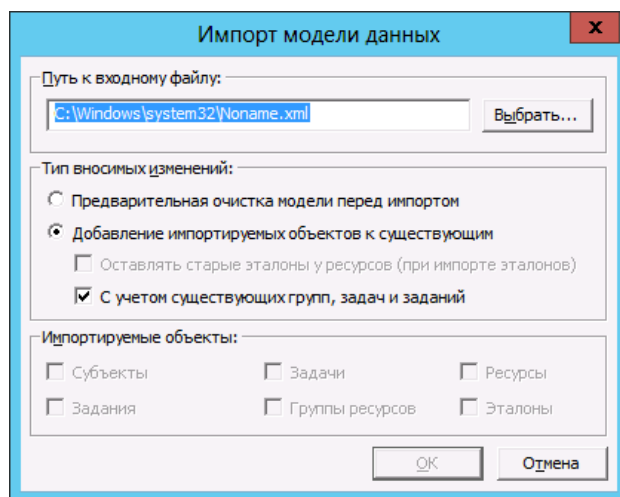 Импорт модели данных
x
Путь к входному файлу:
C:\Windows\system32\Noname.xml
Выбрать...
Тип вносимых изменений:
Предварительная очистка модели перед импортом
Добавление импортируемых объектов к существующим
Оставлять старые эталоны у ресурсов (при импорте эталонов)
С учетом существующих групп, задач и заданий
Импортируемые объекты:
Субъекты Задачи Ресурсы
Задания Группы ресурсов Эталоны
OK Отмена